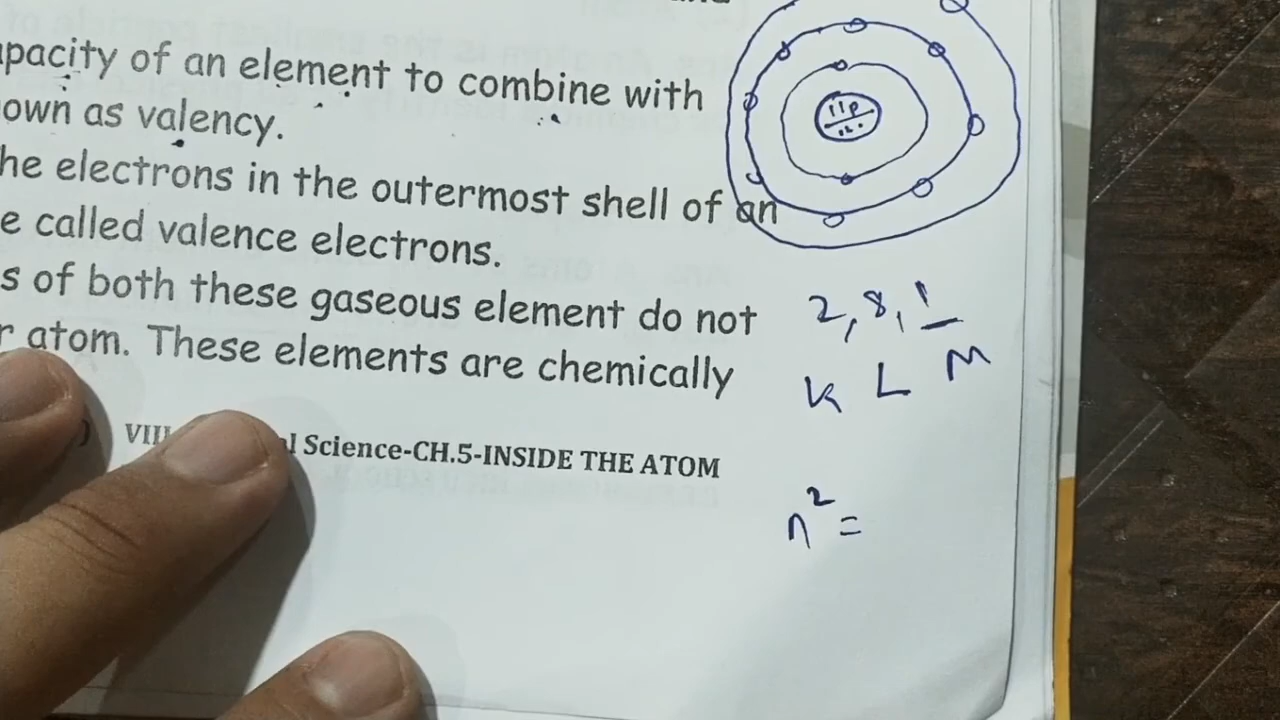 apacity of an element to combine with
own as valency.
he electrons in the outermost shell of an
e called valence electrons.
s of both these gaseous element do not
r atom. These elements are chemically
VIII Science-CH.5-INSIDE THE ATOM
11p
2, 8, 1
K L M
n² =